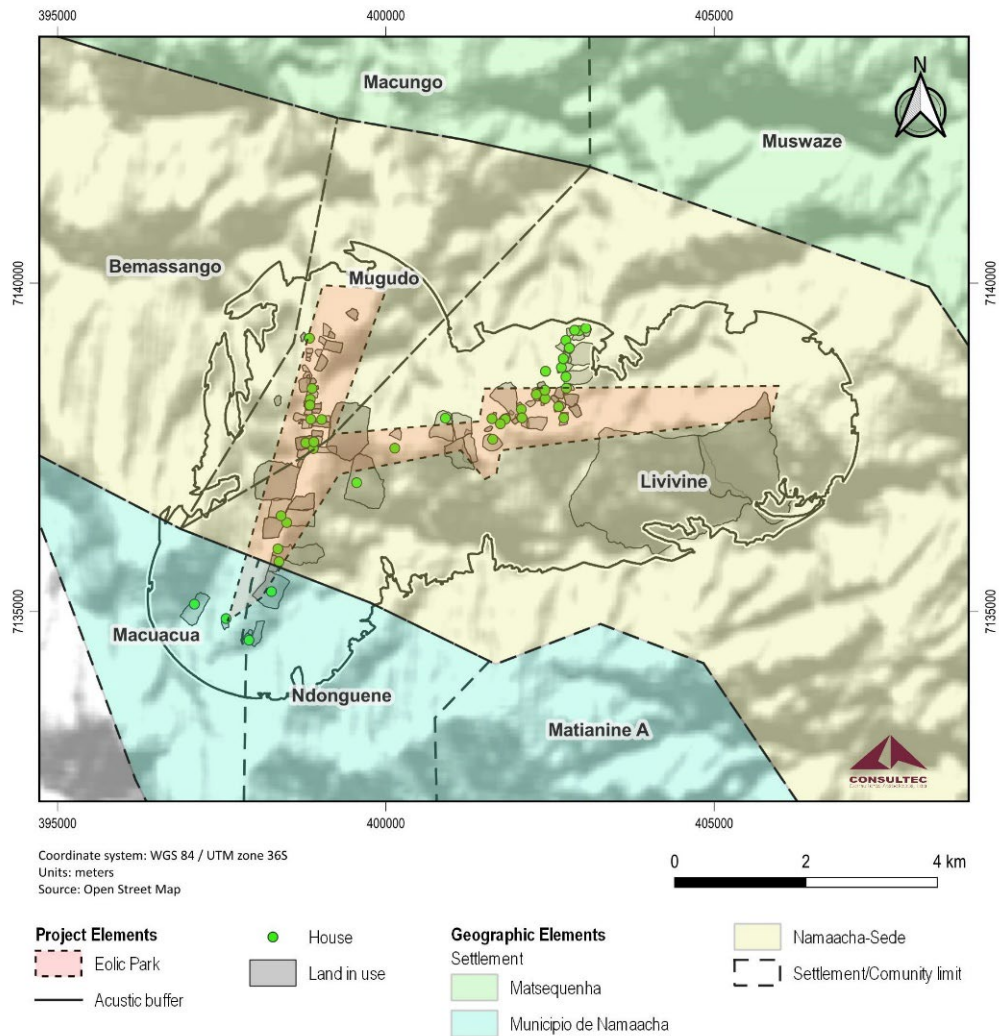 395000 400000 405000
Macungo
N
Muswaze
Bemassango
Mugudo
7140000 7140000
Livivine
7135000 7135000
Macuacua
Ndonguene
Matianine A
CONSULTEC
395000 400000 405000
Coordinate system: WGS 84 / UTM zone 36S
Units: meters
Source: Open Street Map
0 2 4 km
Project Elements
Eolic Park
Acustic buffer
House
Land in use
Geographic Elements
Settlement
Matsequenha
Municipio de Namaacha
Namaacha-Sede
Settlement/Comunity limit